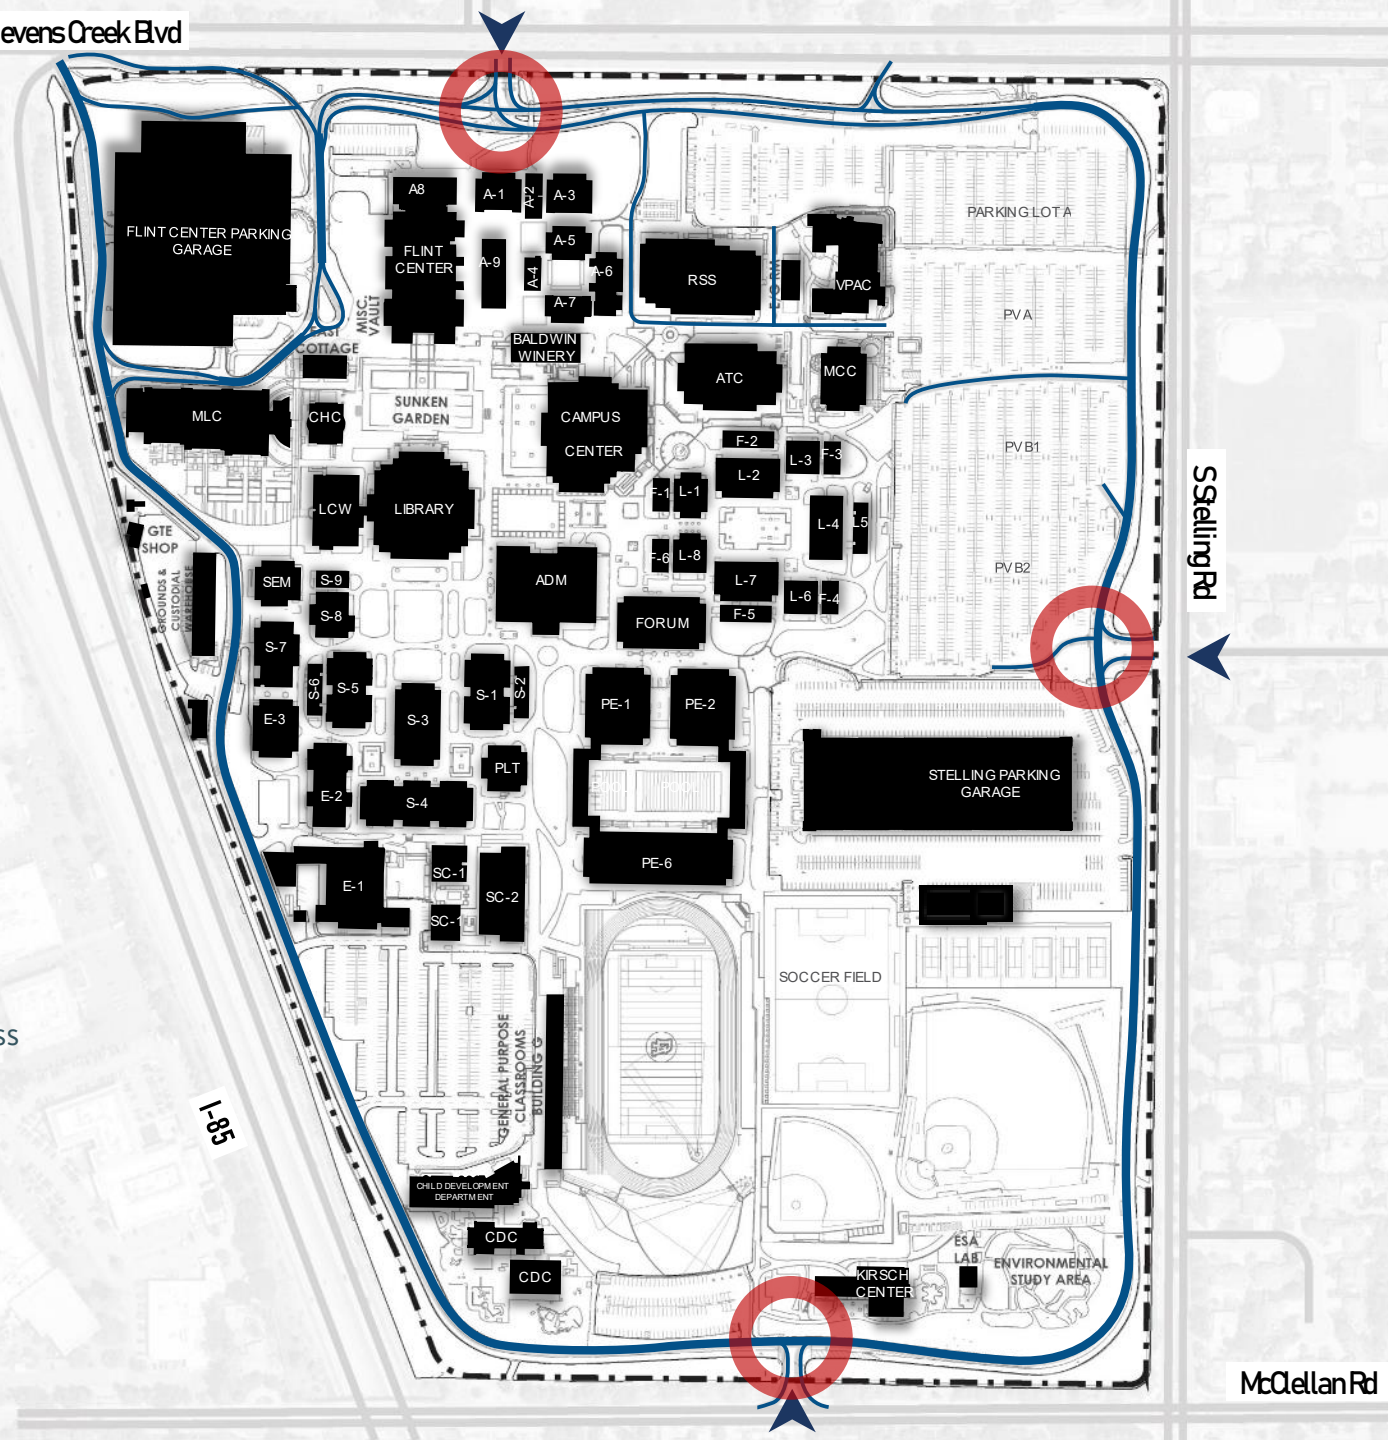 evens Creek Blvd
A8
A-1
A-2
A-3
FLINT CENTER PARKING
GARAGE
PARKING LOT A
A-5
FLINT
CENTER
A-9
A-4
A-6
RSS
VPAC
A-7
MISC.
VAULT
PV A
COTTAGE
BALDWIN
WINERY
ATC
MCC
MLC
CHC
SUNKEN
GARDEN
CAMPUS
CENTER
F-2
L-3
F-3
PV B1
L-2
F-1
L-1
S Stelling Rd
LCW
LIBRARY
L-4
L5
GTE
SHOP
F-6
L-8
PV B2
GROUNDS &
CUSTODIAL
WAREHOUSE
SEM
S-9
ADM
L-7
L-6
F-4
S-8
F-5
FORUM
S-7
S-6
S-5
S-1
S-2
PE-1
PE-2
E-3
S-3
PLT
STELLING PARKING
GARAGE
E-2
S-4
POOL
PE-6
E-1
SC-1
SC-2
SC-1
SOCCER FIELD
SS
GENERAL PURPOSE
CLASSROOMS
BUILDING G
I-85
CHILD DEVELOPMENT
DEPARTMENT
CDC
ESA
LAB
ENVIRONMENTAL
STUDY AREA
CDC
KIRSCH
CENTER
McClellan Rd